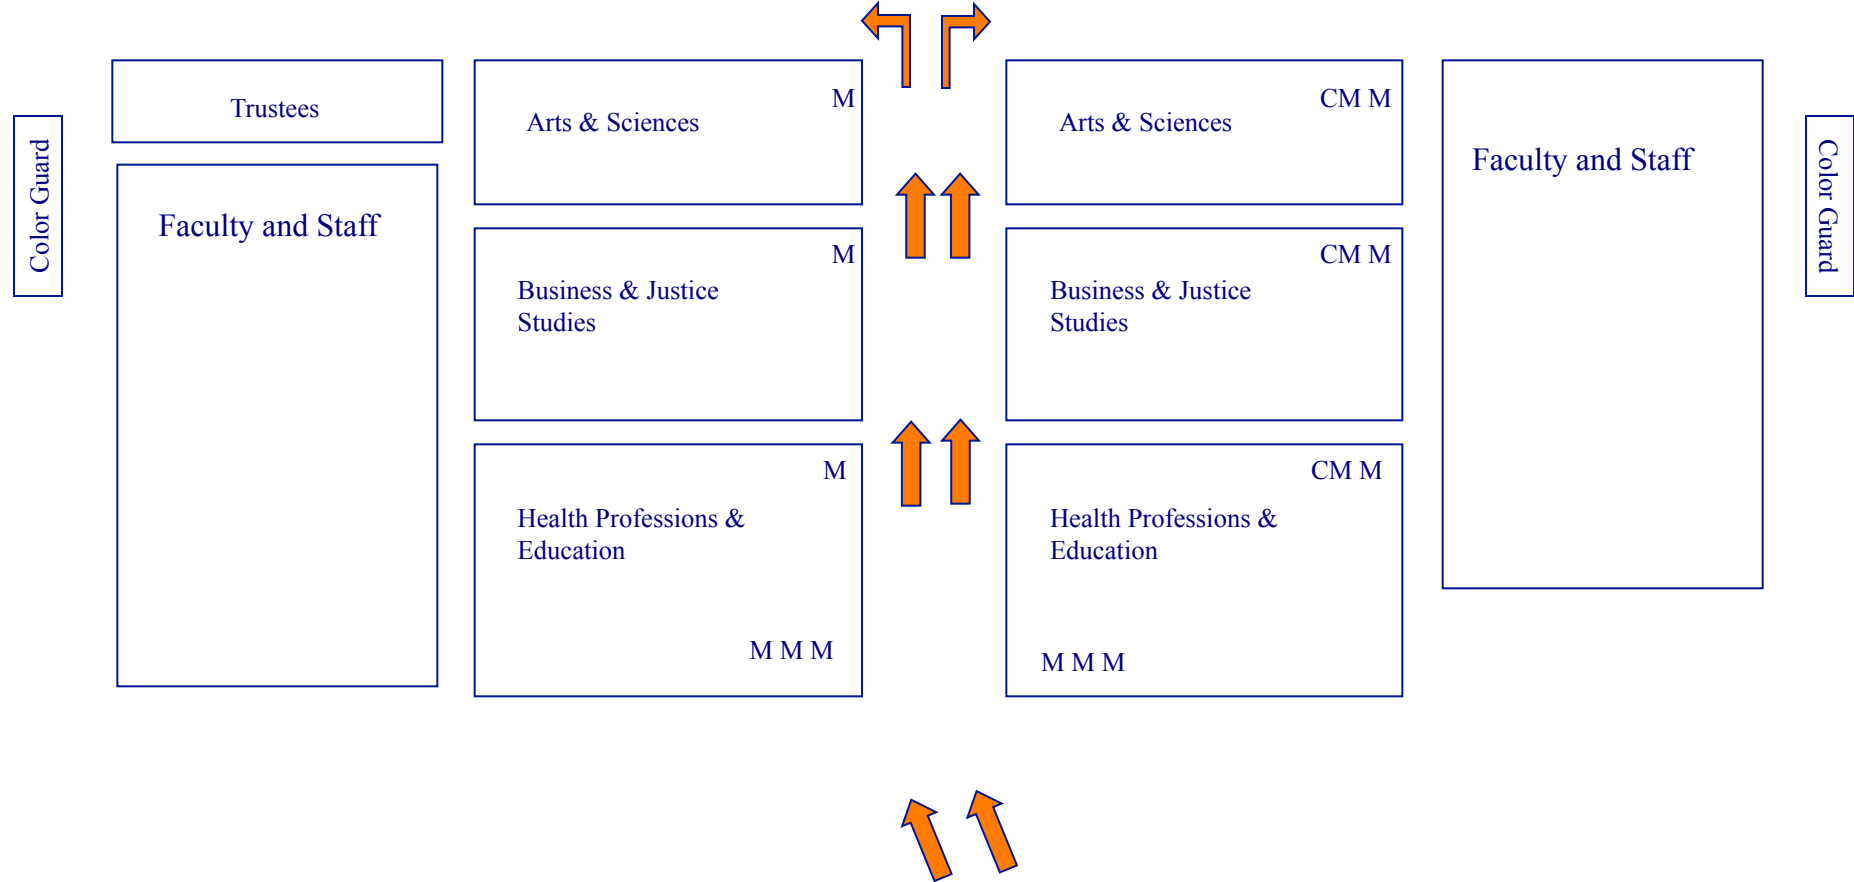 Color Guard
Trustees
Faculty and Staff
M
Arts & Sciences
M
Business & Justice
Studies
M
Health Professions &
Education
M M M
CM M
Arts & Sciences
CM M
Business & Justice
Studies
CM M
Health Professions &
Education
M M M
Faculty and Staff
Color Guard